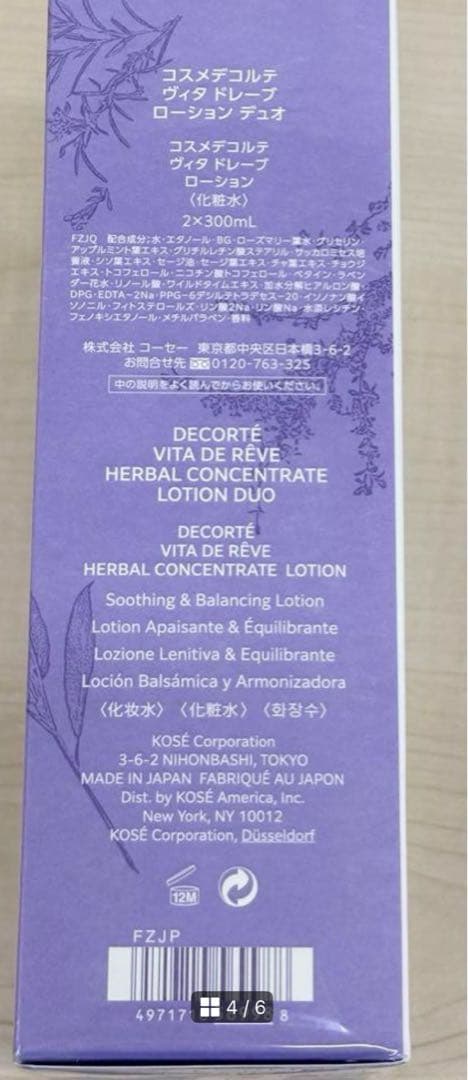 コスメデコルテ
ヴィタ ドレーブ
ローション デュオ
コスメデコルテ
ヴィタ ドレーブ
ローション
〈化粧水〉
2×300mL
FZJQ 配合成分;水・エタノール・BG・ローズマリー葉水・グリセリン・
アップルミント葉エキス・グリチルレチン酸ステアリル・サッカロミセス培
養液・シソ葉エキス・セージ油・セージ葉エキス・チャ葉エキス・チョウジ
エキス・トコフェロール・ニコチン酸トコフェロール・ベタイン・ラベン
ダー花水・リノール酸・ワイルドタイムエキス・加水分解ヒアルロン酸・
DPG・EDTA-2Na・PPG-6デシルテトラデセス-20・イソノナン酸イ
ソノニル・フィトステロールズ・リン酸2Na・リン酸Na・水添レシチン・
フェノキシエタノール・メチルパラベン・香料
株式会社 コーセー 東京都中央区日本橋3-6-2
お問合せ先 0120-763-325
中の説明をよく読んでからお使いください。
DECORTÉ
VITA DE RÊVE
HERBAL CONCENTRATE
LOTION DUO
DECORTÉ
VITA DE RÊVE
HERBAL CONCENTRATE LOTION
Soothing & Balancing Lotion
Lotion Apaisante & Équilibrante
Lozione Lenitiva & Equilibrante
Loción Balsámica y Armonizadora
〈化妆水〉〈化粧水〉〈화장수〉
KOSÉ Corporation
3-6-2 NIHONBASHI, TOKYO
MADE IN JAPAN FABRIQUÉ AU JAPON
Dist. by KOSÉ America, Inc.
New York, NY 10012
KOSÉ Corporation, Düsseldorf
12M
FZJP
4/6